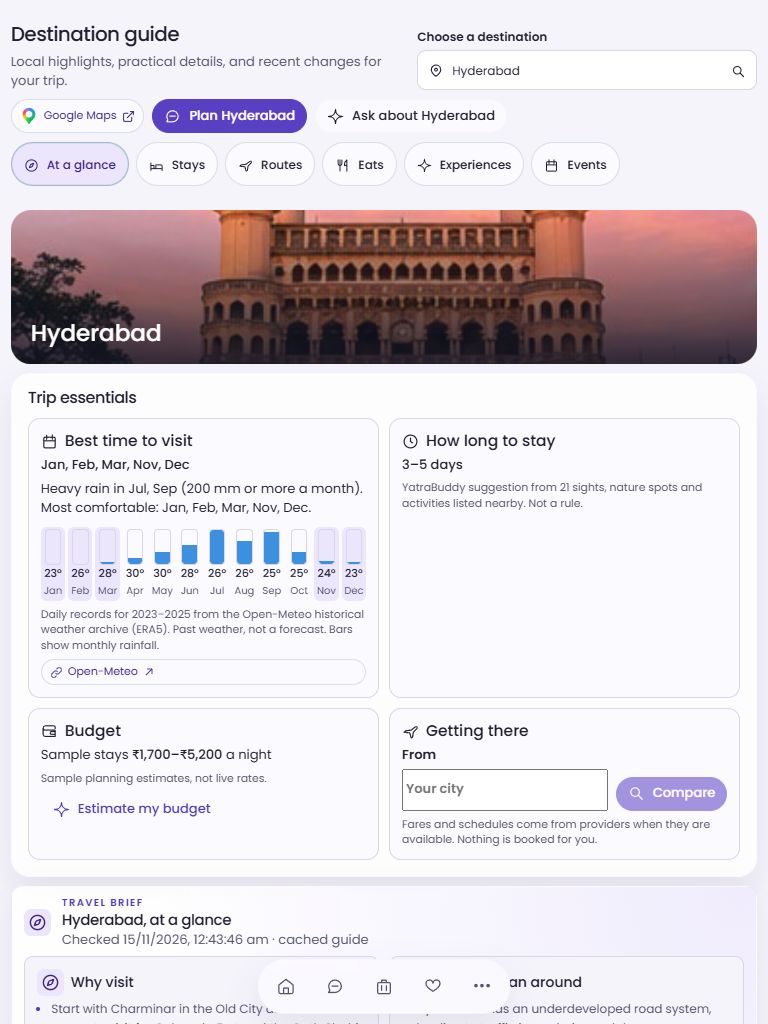 Destination guide
Local highlights, practical details, and recent changes for
your trip.
Choose a destination
Hyderabad
Google Maps
Plan Hyderabad
Ask about Hyderabad
At a glance
Stays
Routes
Eats
Experiences
Events
Hyderabad
Trip essentials
Best time to visit
Jan, Feb, Mar, Nov, Dec
Heavy rain in Jul, Sep (200 mm or more a month).
Most comfortable: Jan, Feb, Mar, Nov, Dec.
23° 26° 28° 30° 30° 28° 26° 26° 25° 25° 24° 23°
Jan Feb Mar Apr May Jun Jul Aug Sep Oct Nov Dec
Daily records for 2023–2025 from the Open-Meteo historical
weather archive (ERA5). Past weather, not a forecast. Bars
show monthly rainfall.
Open-Meteo
How long to stay
3–5 days
YatraBuddy suggestion from 21 sights, nature spots and
activities listed nearby. Not a rule.
Budget
Sample stays ₹1,700–₹5,200 a night
Sample planning estimates, not live rates.
Estimate my budget
Getting there
From
Your city
Compare
Fares and schedules come from providers when they are
available. Nothing is booked for you.
TRAVEL BRIEF
Hyderabad, at a glance
Checked 15/11/2026, 12:43:46 am · cached guide
Why visit
Start with Charminar in the Old City
an around
as an underdeveloped road system,